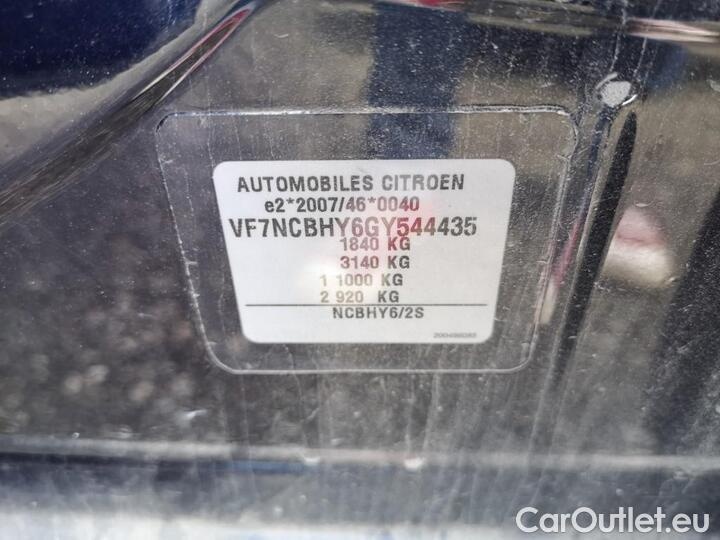 AUTOMOBILES CITROEN
e2*2007/46*0040
VF7NCBHY6GY544435
1840 KG
3140 KG
1 1000 KG
2 920 KG
NCBHY6/2S
CarOutlet.eu